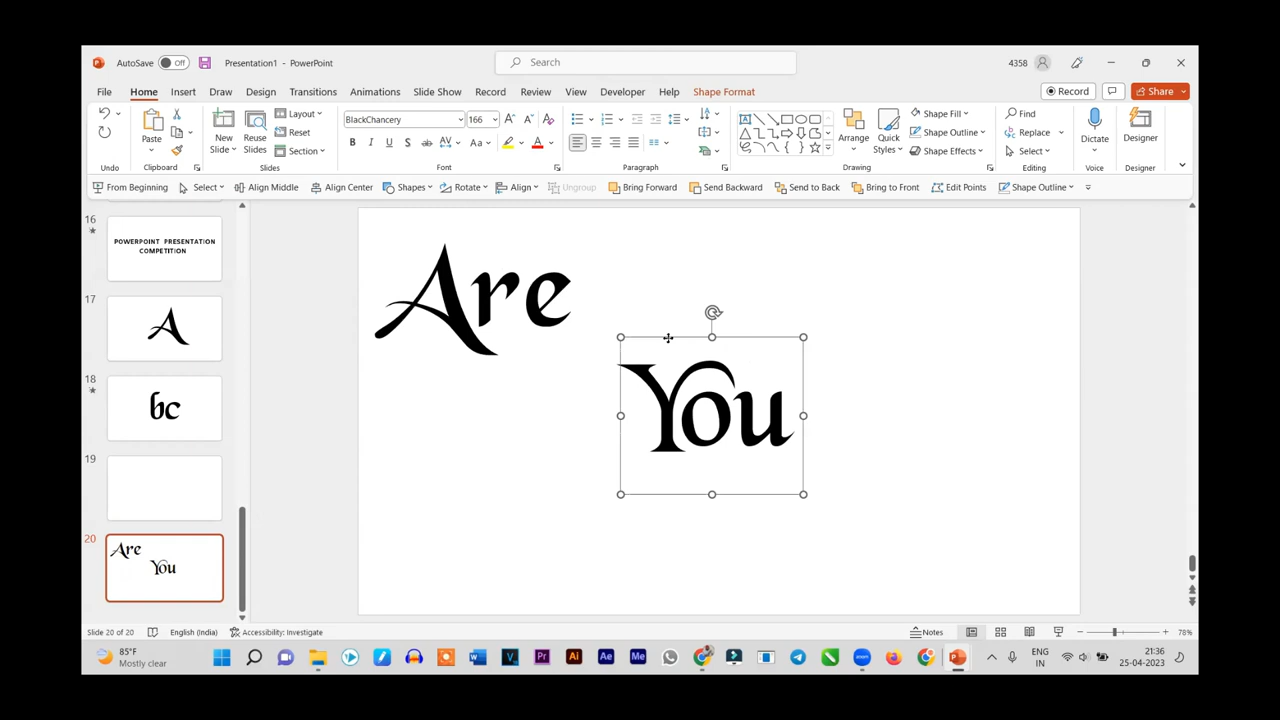 AutoSave Off Presentation1 - PowerPoint Search 4358
File Home Insert Draw Design Transitions Animations Slide Show Record Review View Developer Help Shape Format Record Share
Undo
Paste
Clipboard
New Slide
Reuse Slides
Layout
Reset
Section
Slides
BlackChancery 166
B I U S ab AV Aa A
Font
Paragraph
Arrange
Quick Styles
Shape Fill
Shape Outline
Shape Effects
Drawing
Find
Replace
Select
Editing
Dictate
Voice
Designer
Designer
From Beginning Select Align Middle Align Center Shapes Rotate Align Ungroup Bring Forward Send Backward Send to Back Bring to Front Edit Points Shape Outline
16
POWERPOINT PRESENTATION
COMPETITION
17
A
18
bc
19
20
Are
You
Are
You
Slide 20 of 20 English (India) Accessibility: Investigate Notes 78%
85°F
Mostly clear
ENG
IN
21:36
25-04-2023